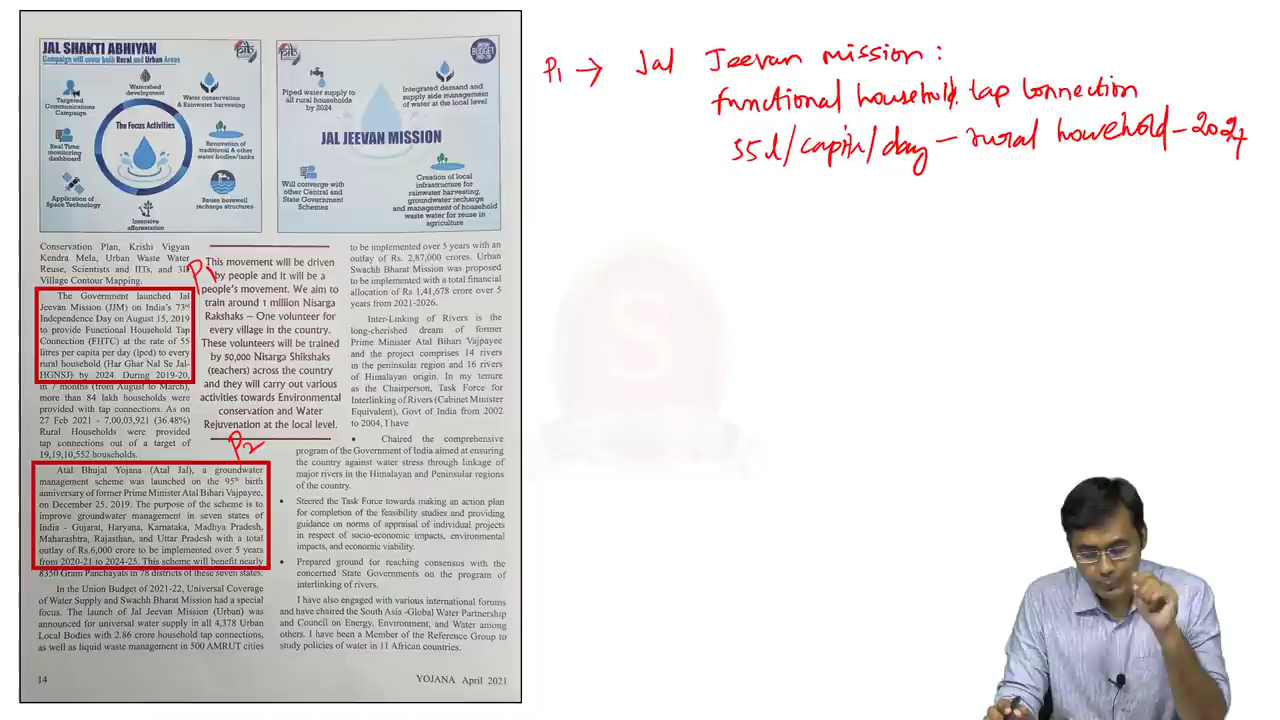 JAL SHAKTI ABHIYAN
Campaign will cover both Rural and Urban Areas
Targeted
Communications
Campaign
Watershed
development
Water conservation
& Rainwater harvesting
Real Time
monitoring
dashboard
The Focus Activities
Renovation of
traditional & other
water bodies/tanks
Application of
Space Technology
Intensive
afforestation
Reuse borewell
recharge structures
Piped water supply to
all rural households
by 2024
Integrated demand and
supply side management
of water at the local level
JAL JEEVAN MISSION
Will converge with
other Central and
State Government
Schemes
Creation of local
infrastructure for
rainwater harvesting,
groundwater recharge
and management of household
waste water for reuse in
agriculture
Conservation Plan, Krishi Vigyan
Kendra Mela, Urban Waste Water
Reuse, Scientists and IITs, and 3D
Village Contour Mapping.
P1
The Government launched Jal
Jeevan Mission (JJM) on India's 73rd
Independence Day on August 15, 2019
to provide Functional Household Tap
Connection (FHTC) at the rate of 55
litres per capita per day (lpcd) to every
rural household (Har Ghar Nal Se Jal-
HGNSJ) by 2024. During 2019-20,
in 7 months (from August to March),
more than 84 lakh households were
provided with tap connections. As on
27 Feb 2021 - 7,00,03,921 (36.48%)
Rural Households were provided
tap connections out of a target of
19,19,10,552 households.
P2
Atal Bhujal Yojana (Atal Jal), a groundwater
management scheme was launched on the 95th birth
anniversary of former Prime Minister Atal Bihari Vajpayee,
on December 25, 2019. The purpose of the scheme is to
improve groundwater management in seven states of
India - Gujarat, Haryana, Karnataka, Madhya Pradesh,
Maharashtra, Rajasthan, and Uttar Pradesh with a total
outlay of Rs.6,000 crore to be implemented over 5 years
from 2020-21 to 2024-25. This scheme will benefit nearly
8350 Gram Panchayats in 78 districts of these seven states.
In the Union Budget of 2021-22, Universal Coverage
of Water Supply and Swachh Bharat Mission had a special
focus. The launch of Jal Jeevan Mission (Urban) was
announced for universal water supply in all 4,378 Urban
Local Bodies with 2.86 crore household tap connections,
as well as liquid waste management in 500 AMRUT cities
This movement will be driven
by people and it will be a
people's movement. We aim to
train around 1 million Nisarga
Rakshaks – One volunteer for
every village in the country.
These volunteers will be trained
by 50,000 Nisarga Shikshaks
(teachers) across the country
and they will carry out various
activities towards Environmental
conservation and Water
Rejuvenation at the local level.
to be implemented over 5 years with an
outlay of Rs. 2,87,000 crores. Urban
Swachh Bharat Mission was proposed
to be implemented with a total financial
allocation of Rs 1,41,678 crore over 5
years from 2021-2026.
Inter-Linking of Rivers is the
long-cherished dream of former
Prime Minister Atal Bihari Vajpayee
and the project comprises 14 rivers
in the peninsular region and 16 rivers
of Himalayan origin. In my tenure
as the Chairperson, Task Force for
Interlinking of Rivers (Cabinet Minister
Equivalent), Govt of India from 2002
to 2004, I have
• Chaired the comprehensive
program of the Government of India aimed at ensuring
the country against water stress through linkage of
major rivers in the Himalayan and Peninsular regions
of the country.
• Steered the Task Force towards making an action plan
for completion of the feasibility studies and providing
guidance on norms of appraisal of individual projects
in respect of socio-economic impacts, environmental
impacts, and economic viability.
• Prepared ground for reaching consensus with the
concerned State Governments on the program of
interlinking of rivers.
I have also engaged with various international forums
and have chaired the South Asia -Global Water Partnership
and Council on Energy, Environment, and Water among
others. I have been a Member of the Reference Group to
study policies of water in 11 African countries.
14
YOJANA April 2021
P1 → Jal Jeevan mission:
functional household tap connection
55 l/capita/day – rural household – 2024